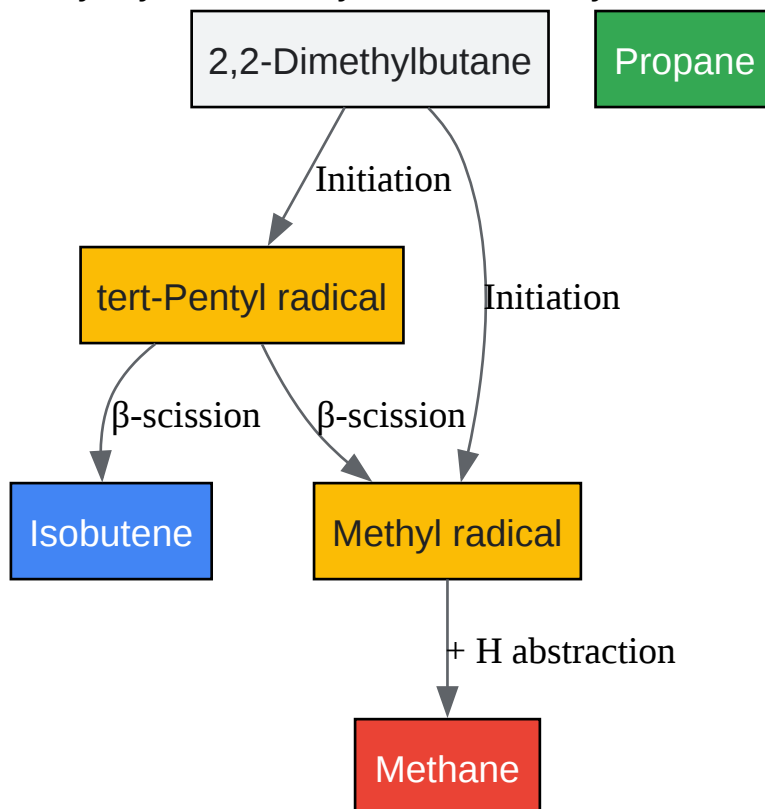 2,2-Dimethylbutane
Propane
Initiation
tert-Pentyl radical
Initiation
β-scission
β-scission
Isobutene
Methyl radical
+ H abstraction
Methane